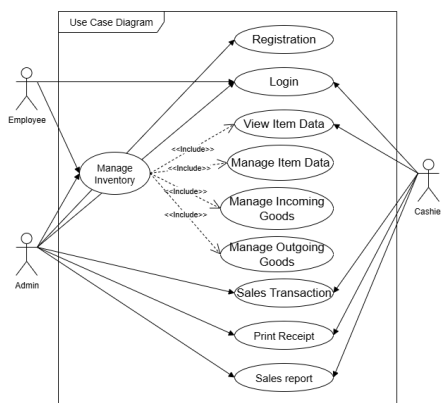 Use Case Diagram
Registration
Login
Employee
View Item Data
<<Include>>
Manage
Inventory
<<Include>>
Manage Item Data
<<Include>>
Manage Incoming
Goods
<<Include>>
Cashie
Manage Outgoing
Goods
Admin
Sales Transaction
Print Receipt
Sales report